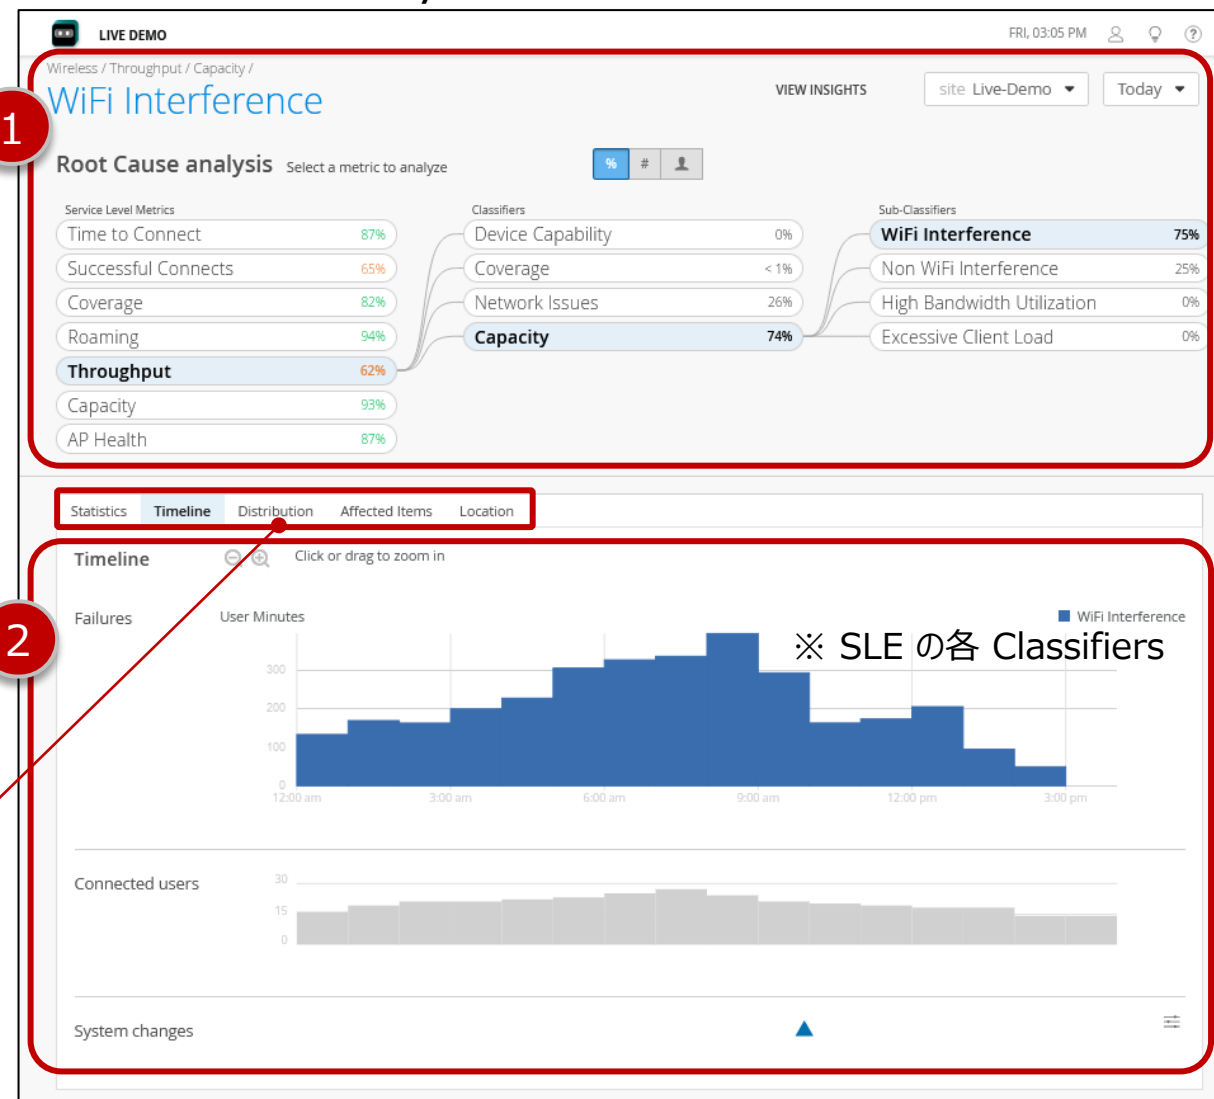 LIVE DEMO
FRI, 03:05 PM
Wireless / Throughput / Capacity /
WiFi Interference
VIEW INSIGHTS
site Live-Demo
Today
1
Root Cause analysis Select a metric to analyze
% #
Service Level Metrics
Time to Connect 87%
Successful Connects 65%
Coverage 82%
Roaming 94%
Throughput 62%
Capacity 93%
AP Health 87%
Classifiers
Device Capability 0%
Coverage < 1%
Network Issues 26%
Capacity 74%
Sub-Classifiers
WiFi Interference 75%
Non WiFi Interference 25%
High Bandwidth Utilization 0%
Excessive Client Load 0%
Statistics Timeline Distribution Affected Items Location
2
Timeline Click or drag to zoom in
Failures User Minutes WiFi Interference
※ SLE の各 Classifiers
300
200
100
0
12:00 am 3:00 am 6:00 am 9:00 am 12:00 pm 3:00 pm
Connected users
30
15
0
System changes